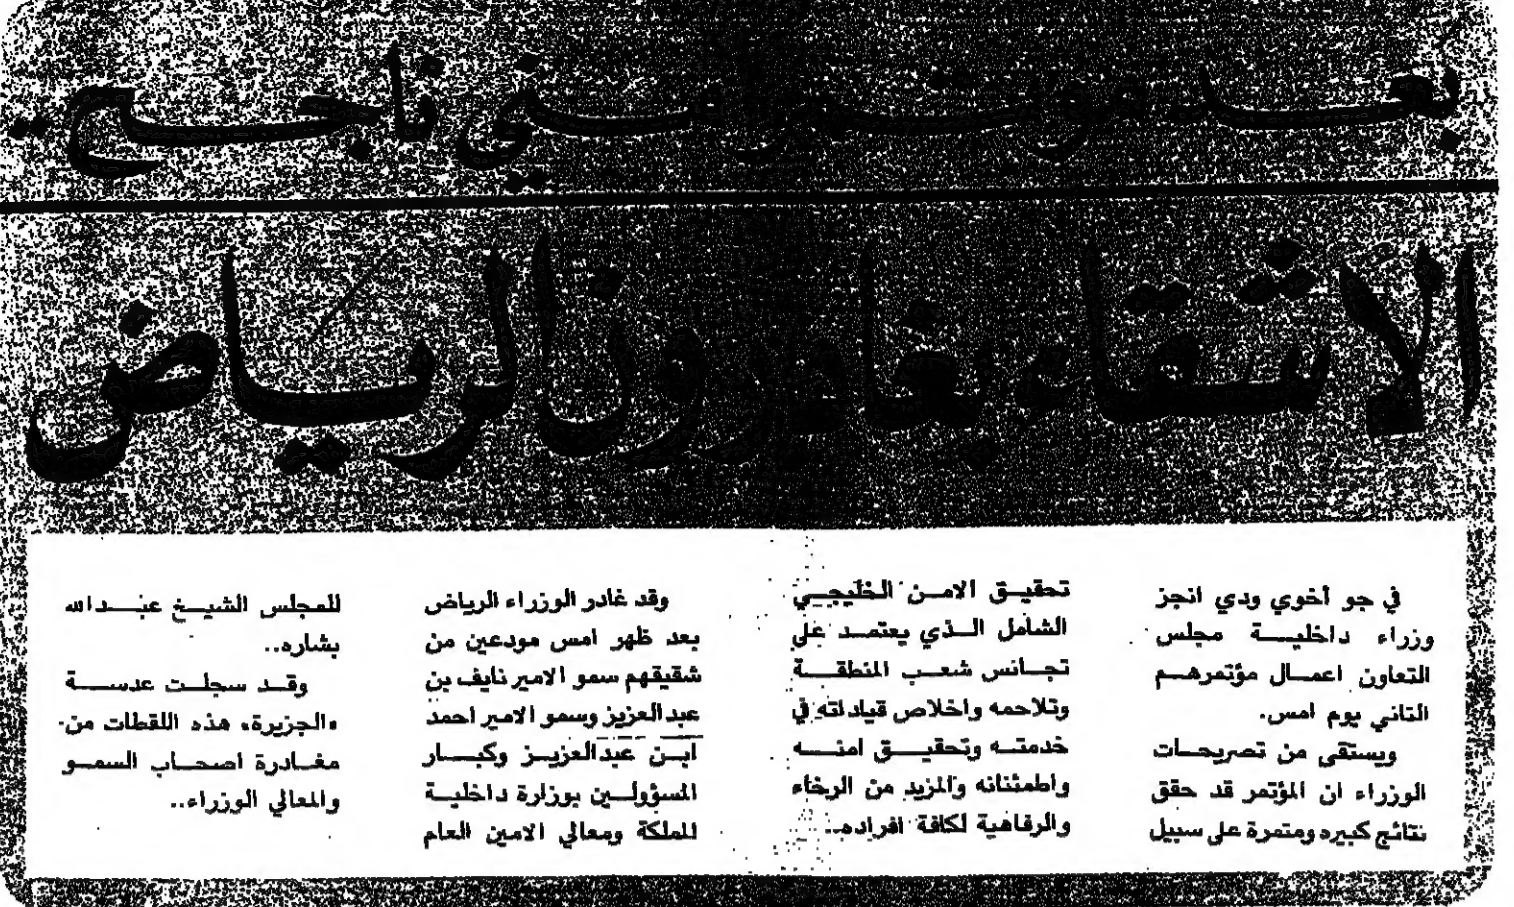 بعد مؤتمر أمني ناجح..
الاشقاء يغادرون الرياض
في جو أخوي ودي انجز
وزراء داخلية مجلس
التعاون اعمال مؤتمرهم
الثاني يوم امس.
ويستقى من تصريحات
الوزراء ان المؤتمر قد حقق
نتائج كبيره ومثمرة على سبيل
تحقيق الامن الخليجي
الشامل الذي يعتمد على
تجانس شعب المنطقة
وتلاحمه واخلاص قياداته في
خدمته وتحقيق امنه
واطمئنانه والمزيد من الرخاء
والرفاهية لكافة افراده..
وقد غادر الوزراء الرياض
بعد ظهر امس مودعين من
شقيقهم سمو الامير نايف بن
عبدالعزيز وسمو الامير احمد
ابن عبدالعزيز وكبار
المسؤولين بوزارة داخلية
المملكة ومعالي الامين العام
للمجلس الشيخ عبدالله
بشاره..
وقد سجلت عدسة
«الجزيرة» هذه اللقطات من
مغادرة اصحاب السمو
والمعالي الوزراء..